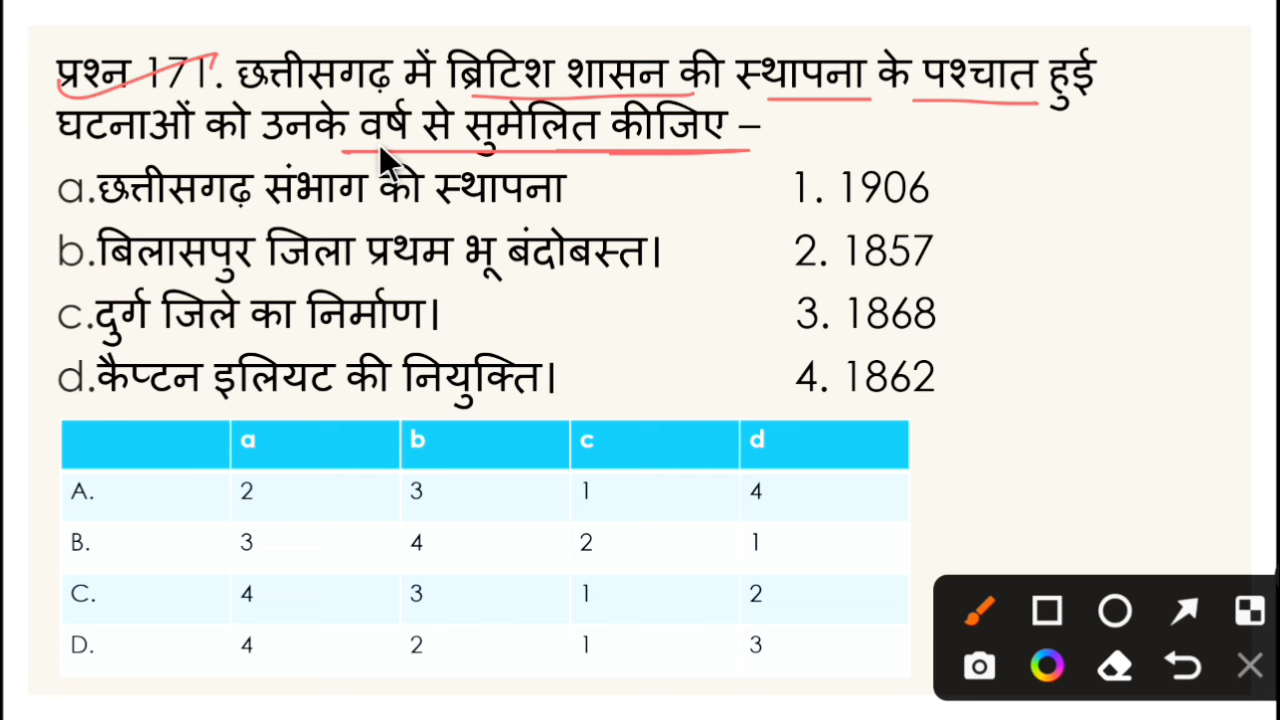 प्रश्न 171. छत्तीसगढ़ में ब्रिटिश शासन की स्थापना के पश्चात हुई
घटनाओं को उनके वर्ष से सुमेलित कीजिए –
a.छत्तीसगढ़ संभाग की स्थापना 1. 1906
b.बिलासपुर जिला प्रथम भू बंदोबस्त। 2. 1857
c.दुर्ग जिले का निर्माण। 3. 1868
d.कैप्टन इलियट की नियुक्ति। 4. 1862
a b c d
A. 2 3 1 4
B. 3 4 2 1
C. 4 3 1 2
D. 4 2 1 3